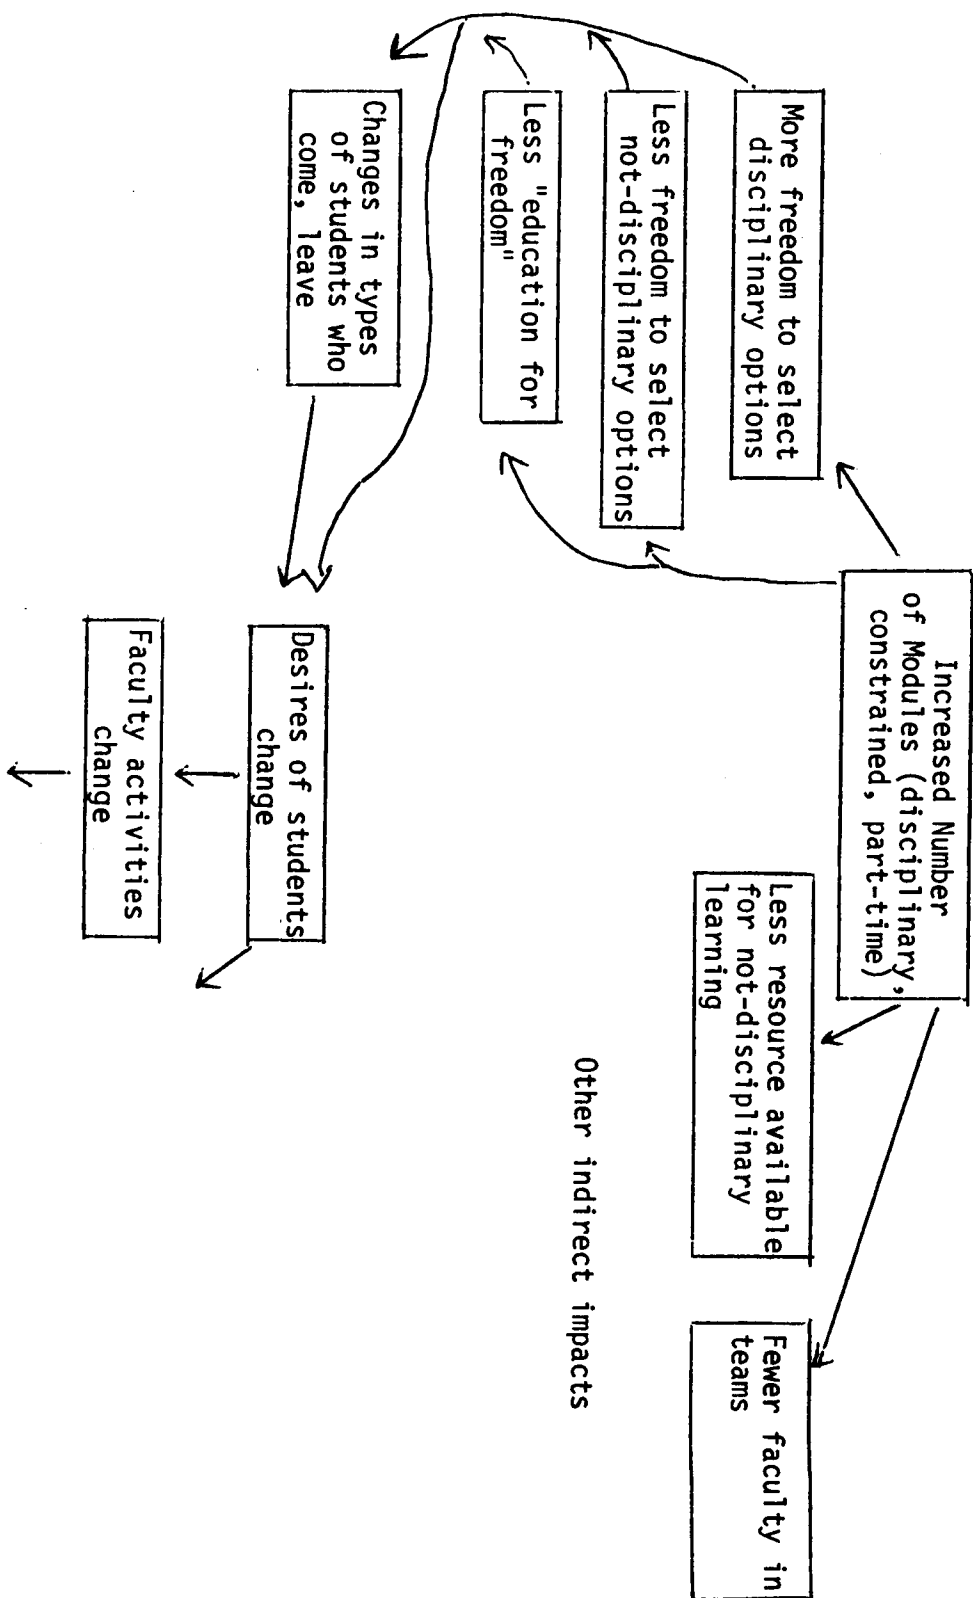 Increased Number
of Modules (disciplinary,
constrained, part-time)
More freedom to select
disciplinary options
Less freedom to select
not-disciplinary options
Less "education for
freedom"
Changes in types
of students who
come, leave
Less resource available
for not-disciplinary
learning
Fewer faculty in
teams
Other indirect impacts
Desires of students
change
Faculty activities
change